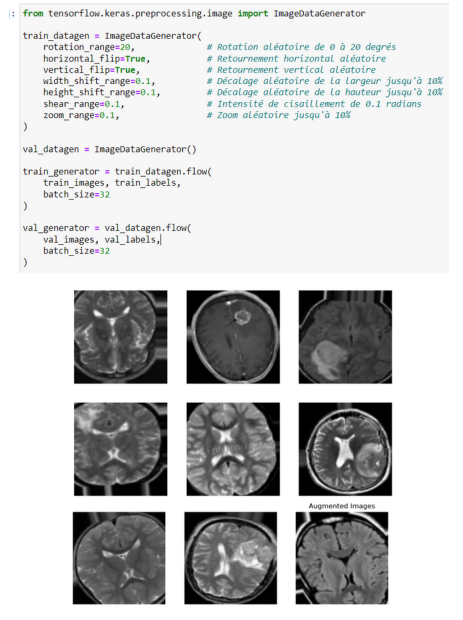 ]: from tensorflow.keras.preprocessing.image import ImageDataGenerator
train_datagen = ImageDataGenerator(
rotation_range=20, # Rotation aléatoire de 0 à 20 degrés
horizontal_flip=True, # Retournement horizontal aléatoire
vertical_flip=True, # Retournement vertical aléatoire
width_shift_range=0.1, # Décalage aléatoire de la largeur jusqu'à 10%
height_shift_range=0.1, # Décalage aléatoire de la hauteur jusqu'à 10%
shear_range=0.1, # Intensité de cisaillement de 0.1 radians
zoom_range=0.1, # Zoom aléatoire jusqu'à 10%
)
val_datagen = ImageDataGenerator()
train_generator = train_datagen.flow(
train_images, train_labels,
batch_size=32
)
val_generator = val_datagen.flow(
val_images, val_labels,
batch_size=32
)
Augmented Images